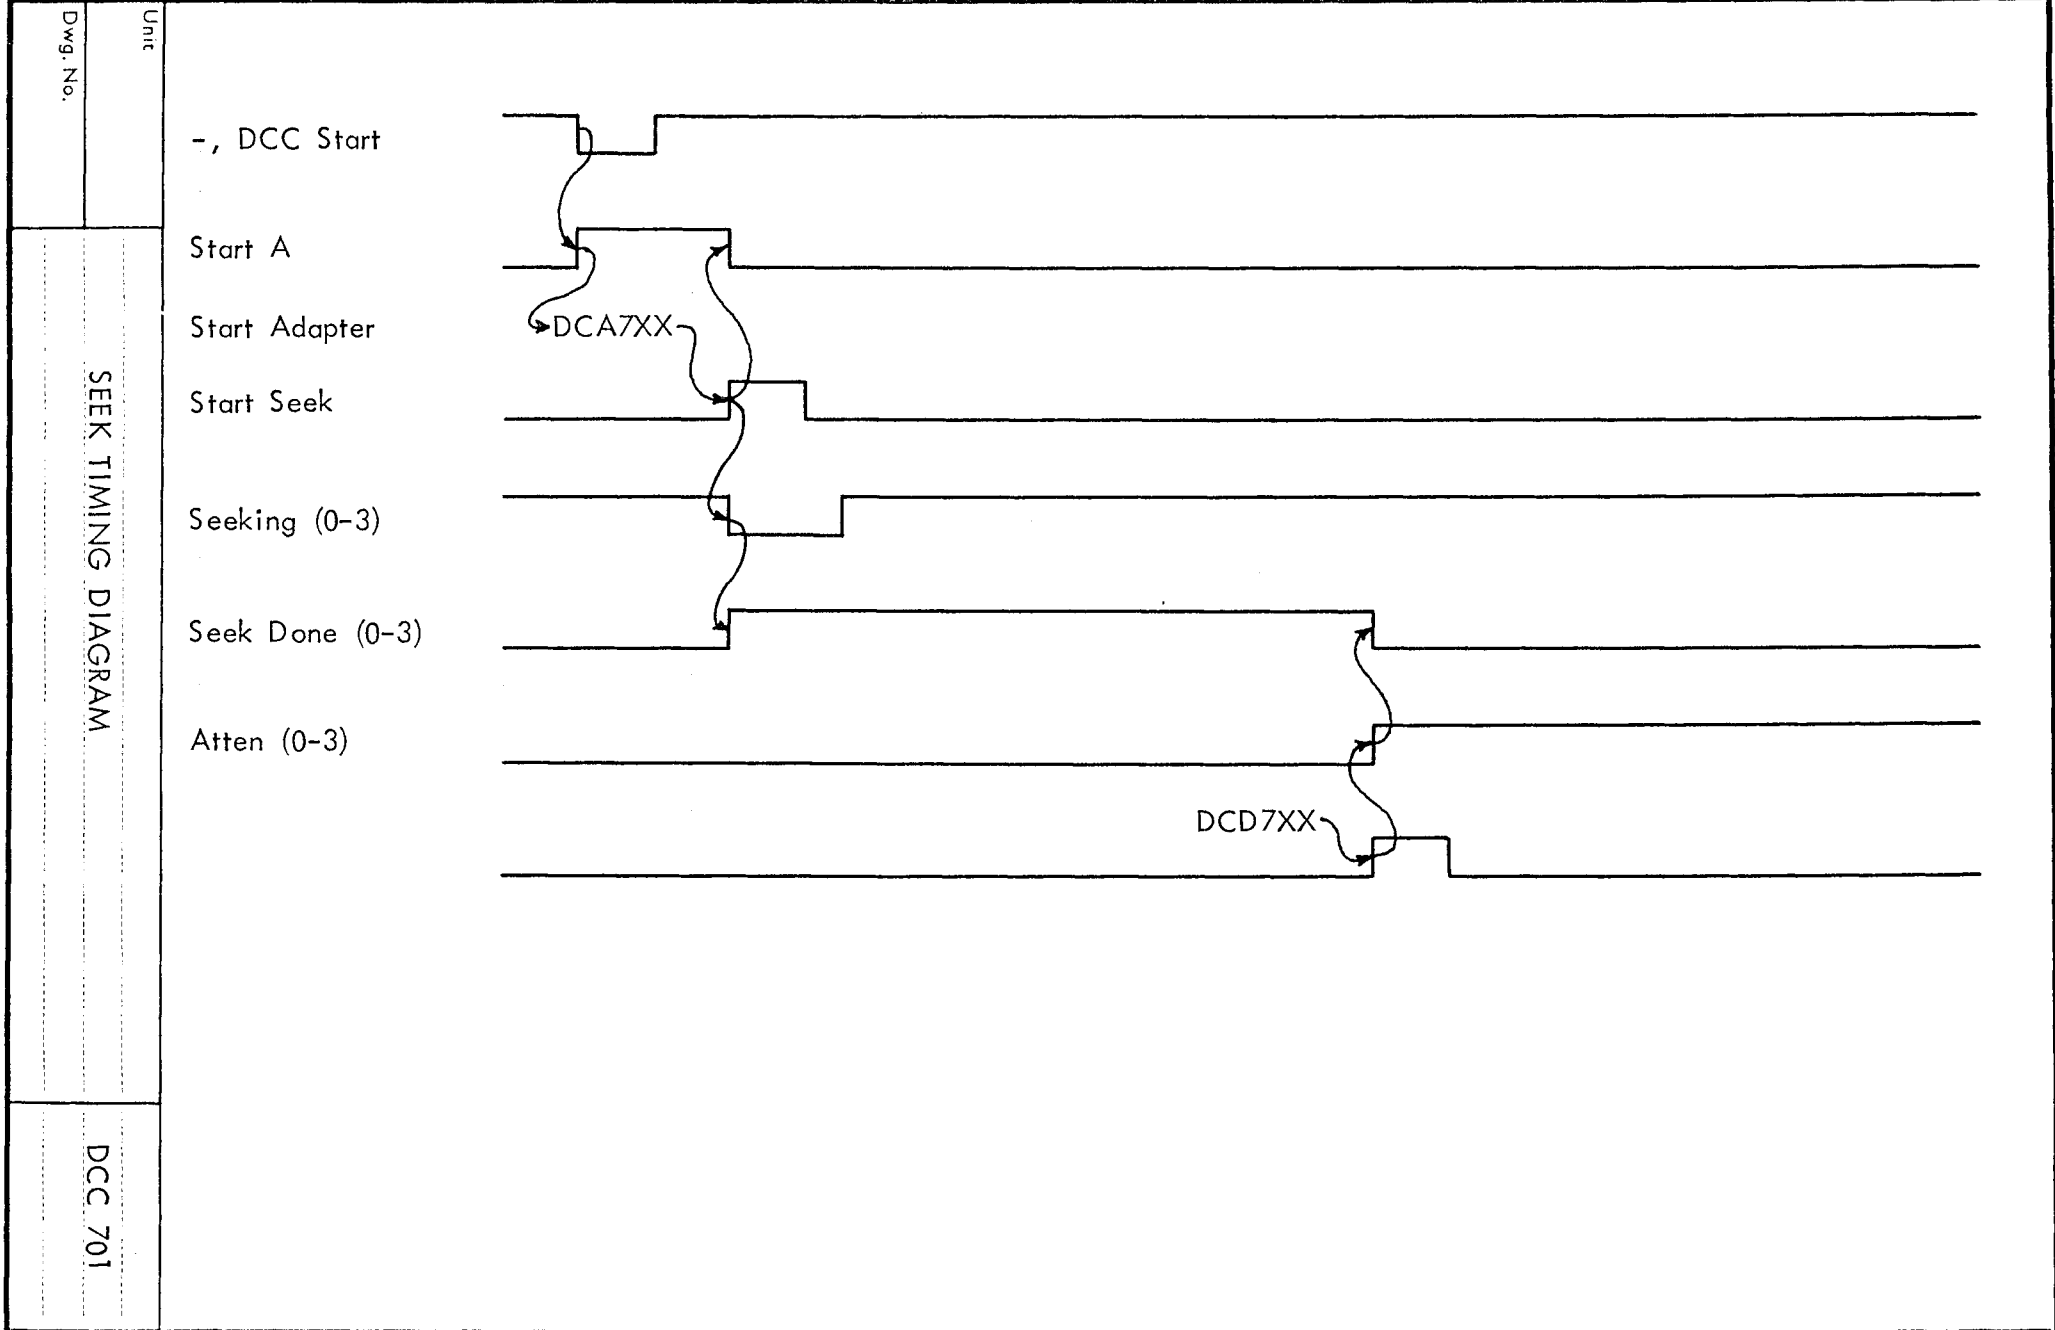 Unit
Dwg. No.
SEEK TIMING DIAGRAM
DCC 701
-, DCC Start
Start A
Start Adapter
DCA7XX
Start Seek
Seeking (0-3)
Seek Done (0-3)
Atten (0-3)
DCD7XX